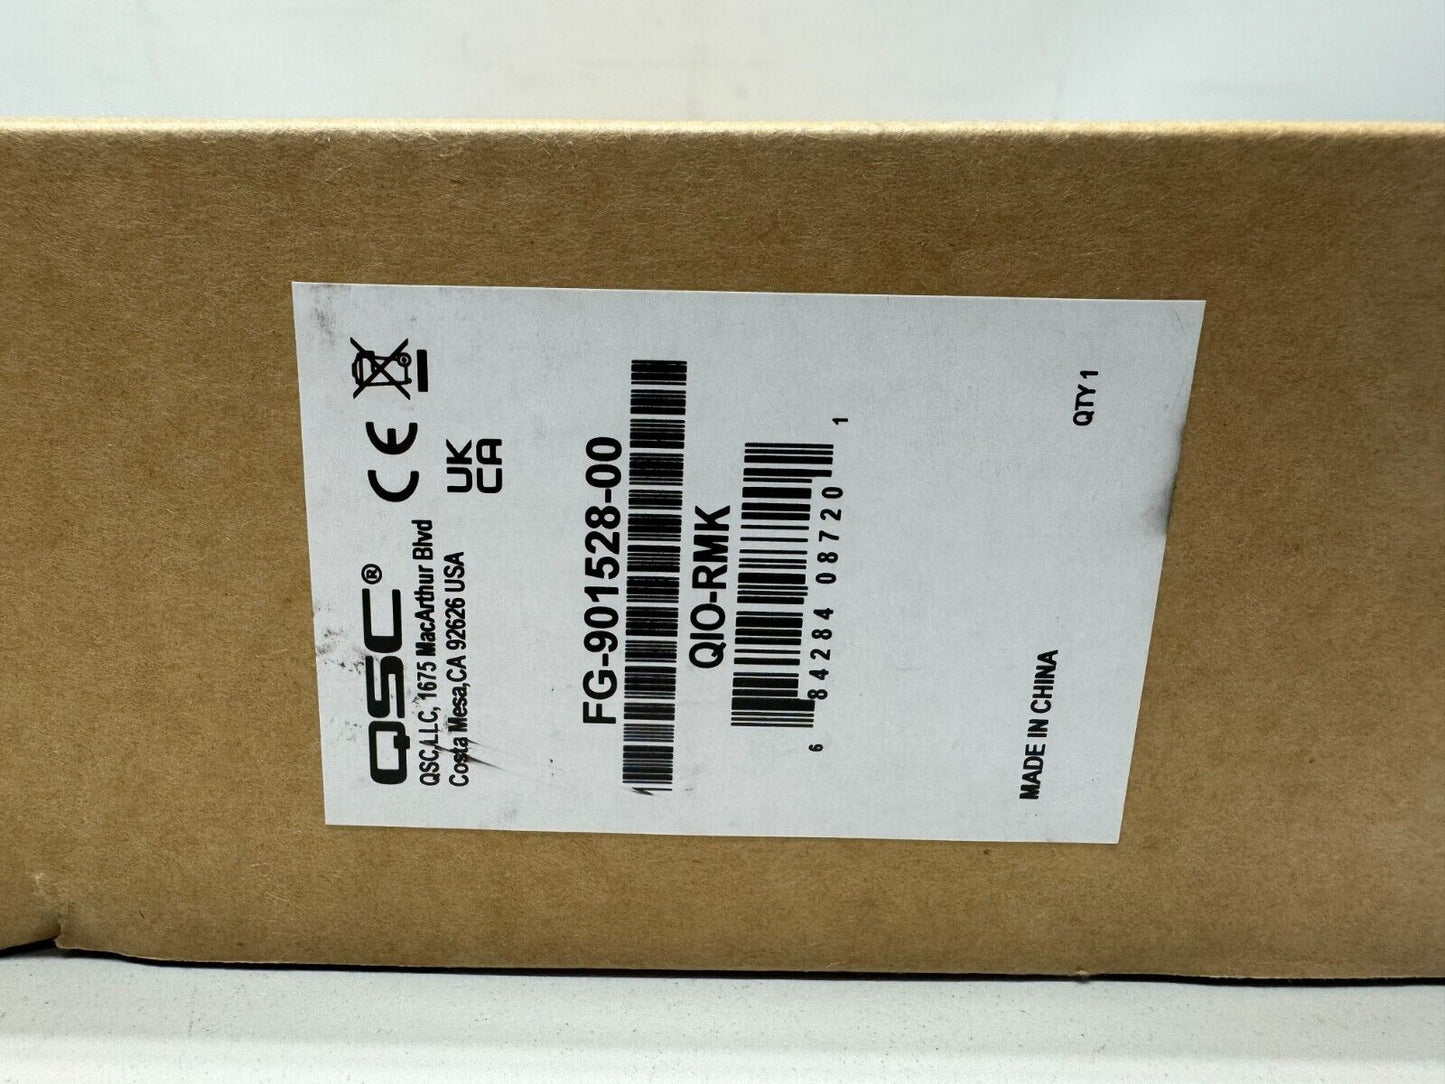 QSC®
QSC,LLC, 1675 MacArthur Blvd
Costa Mesa,CA 92626 USA
CE
UK
CA
FG-901528-00
QIO-RMK
6 84284 08720 1
MADE IN CHINA
QTY 1